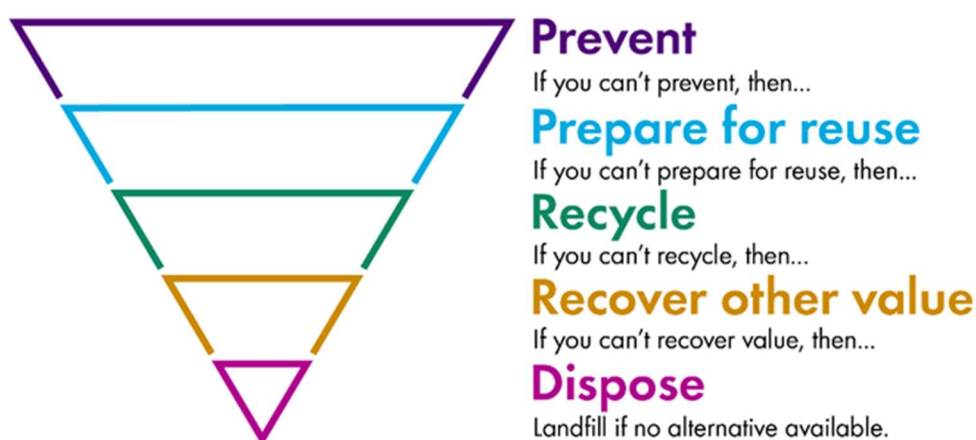 Prevent
If you can't prevent, then...
Prepare for reuse
If you can't prepare for reuse, then...
Recycle
If you can't recycle, then...
Recover other value
If you can't recover value, then...
Dispose
Landfill if no alternative available.